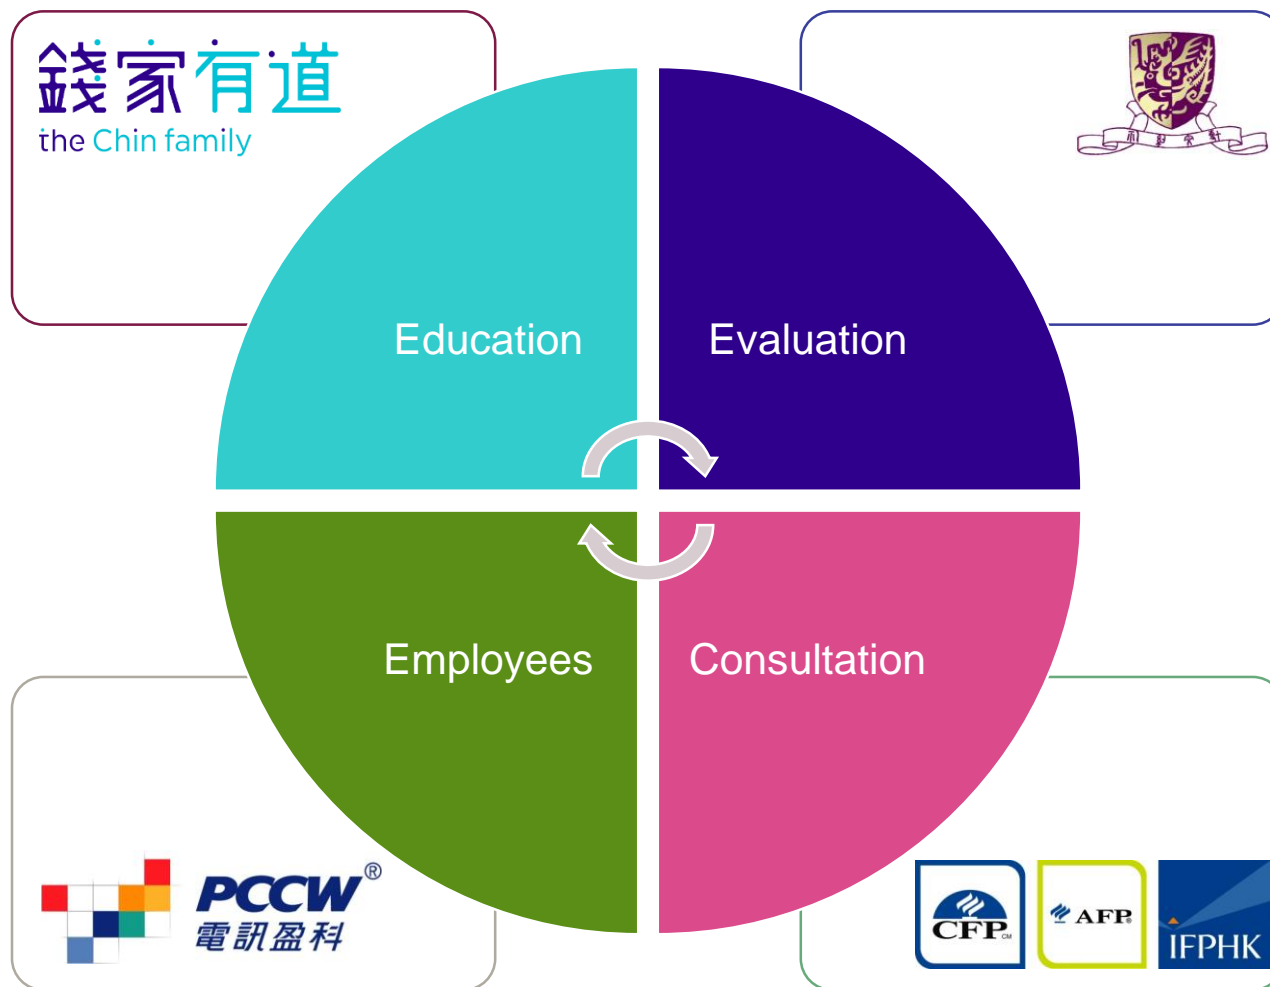 錢家有道
the Chin family
Education
Evaluation
Employees
Consultation
PCCW®
電訊盈科
CFP CM
AFP®
IFPHK